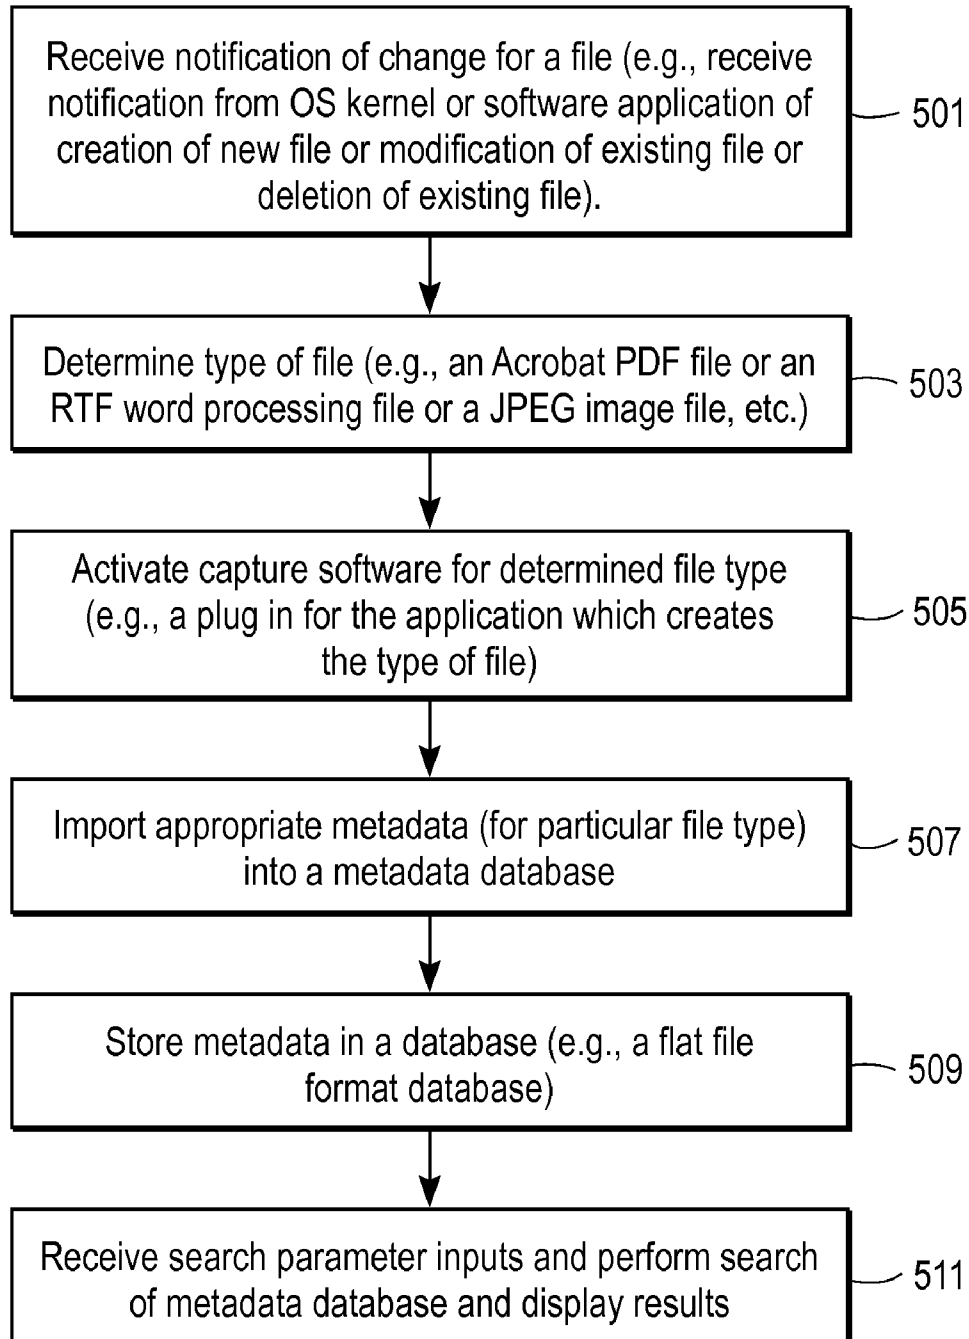 Receive notification of change for a file (e.g., receive
notification from OS kernel or software application of
creation of new file or modification of existing file or
deletion of existing file).
501
Determine type of file (e.g., an Acrobat PDF file or an
RTF word processing file or a JPEG image file, etc.)
503
Activate capture software for determined file type
(e.g., a plug in for the application which creates
the type of file)
505
Import appropriate metadata (for particular file type)
into a metadata database
507
Store metadata in a database (e.g., a flat file
format database)
509
Receive search parameter inputs and perform search
of metadata database and display results
511